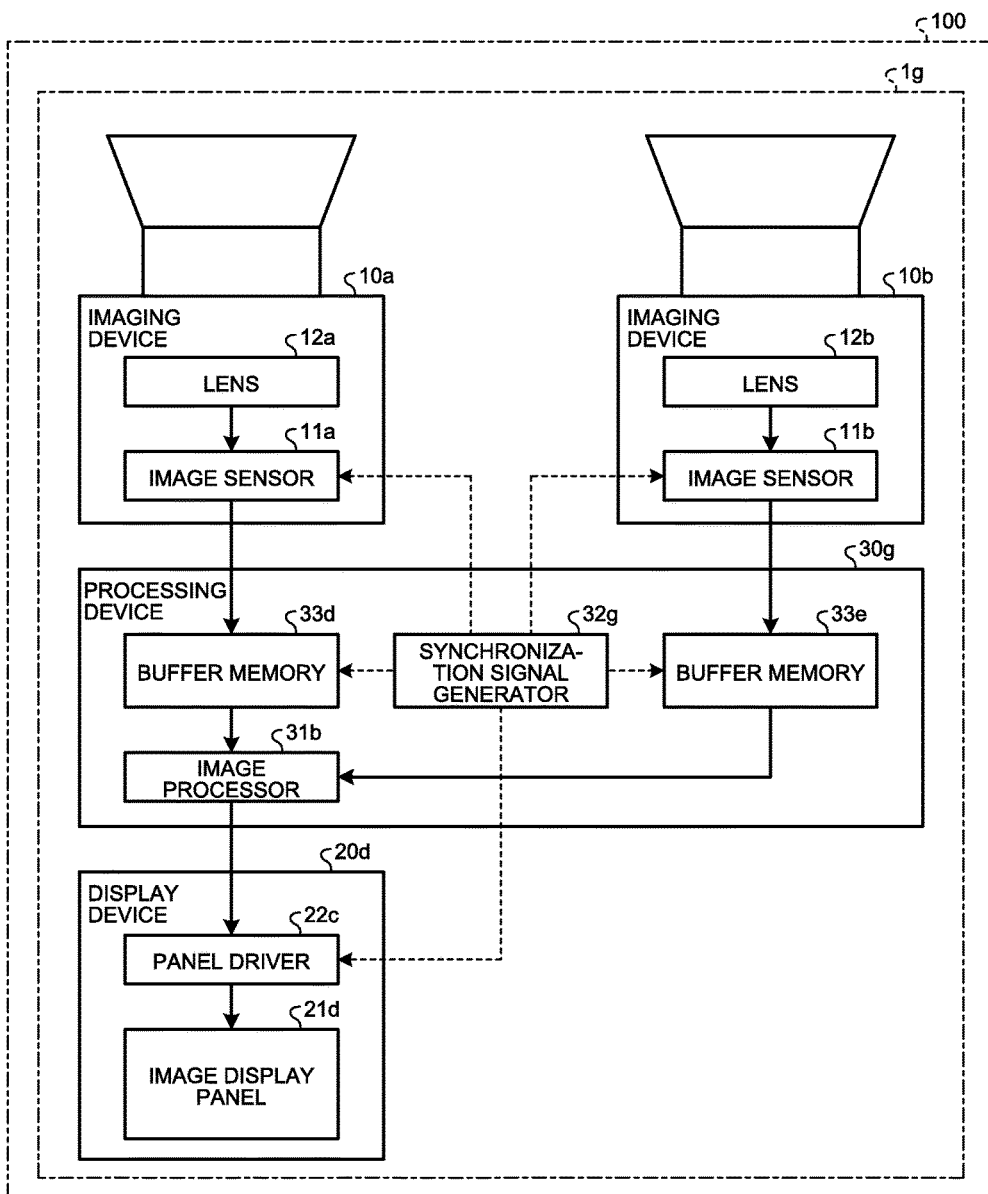 100
1g
10a
10b
IMAGING
DEVICE
12a
LENS
11a
IMAGE SENSOR
IMAGING
DEVICE
12b
LENS
11b
IMAGE SENSOR
30g
PROCESSING
DEVICE
33d
BUFFER MEMORY
32g
SYNCHRONIZA-
TION SIGNAL
GENERATOR
33e
BUFFER MEMORY
31b
IMAGE
PROCESSOR
20d
DISPLAY
DEVICE
22c
PANEL DRIVER
21d
IMAGE DISPLAY
PANEL